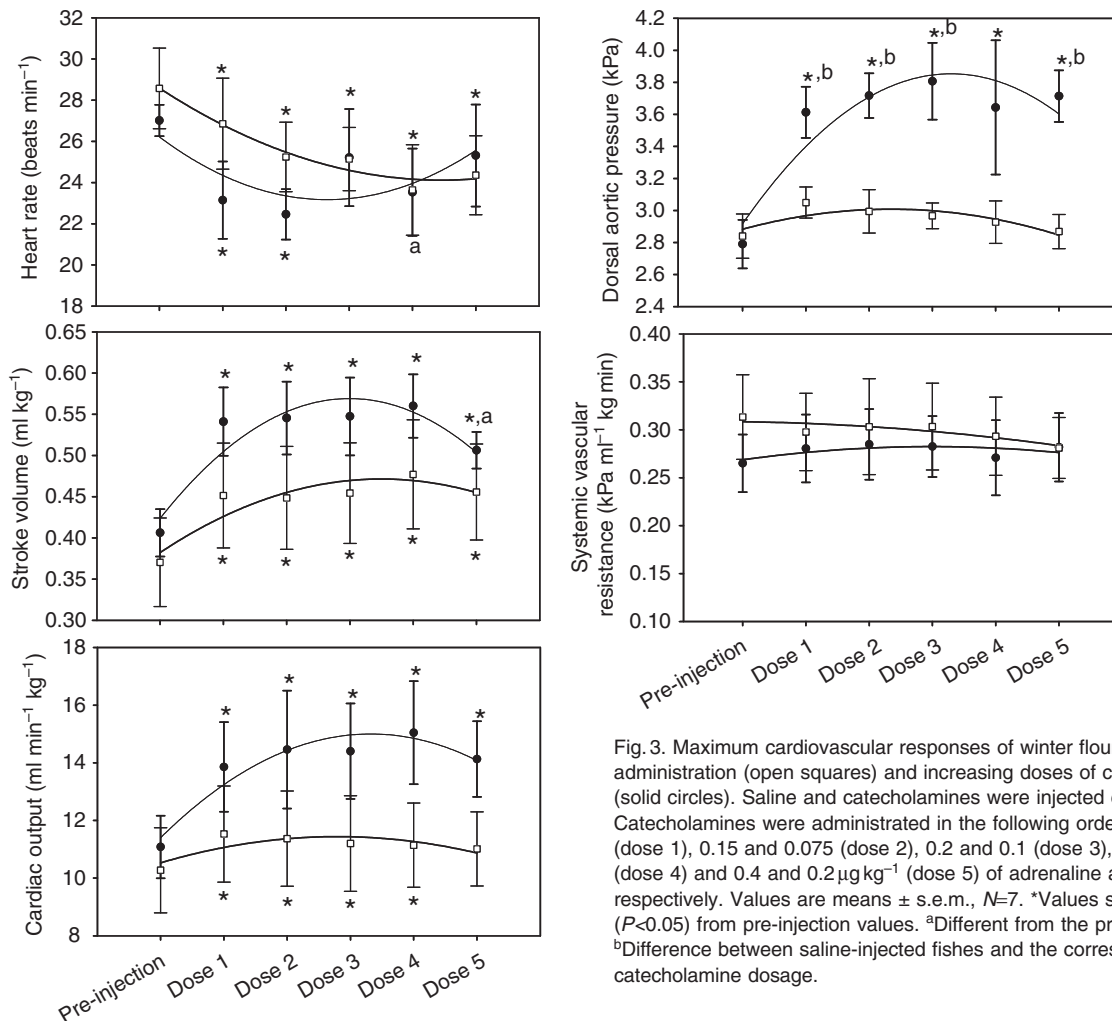 32
30
28
26
24
22
20
18
Heart rate (beats min⁻¹)
*
*
*
*
*
*
*
a
0.65
0.60
0.55
0.50
0.45
0.40
0.35
0.30
Stroke volume (ml kg⁻¹)
*
*
*
*
*,a
*
*
*
*
*
18
16
14
12
10
8
Cardiac output (ml min⁻¹ kg⁻¹)
*
*
*
*
*
*
*
*
*
Pre-injection
Dose 1
Dose 2
Dose 3
Dose 4
Dose 5
4.2
4.0
3.8
3.6
3.4
3.2
3.0
2.8
2.6
2.4
Dorsal aortic pressure (kPa)
*,b
*,b
*,b
*
*,b
0.40
0.35
0.30
0.25
0.20
0.15
0.10
Systemic vascular
resistance (kPa ml⁻¹ kg min)
Pre-injection
Dose 1
Dose 2
Dose 3
Dose 4
Dose 5
Fig. 3. Maximum cardiovascular responses of winter flou
administration (open squares) and increasing doses of c
(solid circles). Saline and catecholamines were injected
Catecholamines were administrated in the following orde
(dose 1), 0.15 and 0.075 (dose 2), 0.2 and 0.1 (dose 3),
(dose 4) and 0.4 and 0.2 μg kg⁻¹ (dose 5) of adrenaline a
respectively. Values are means ± s.e.m., N=7. *Values s
(P<0.05) from pre-injection values. ᵃDifferent from the pr
ᵇDifference between saline-injected fishes and the corres
catecholamine dosage.